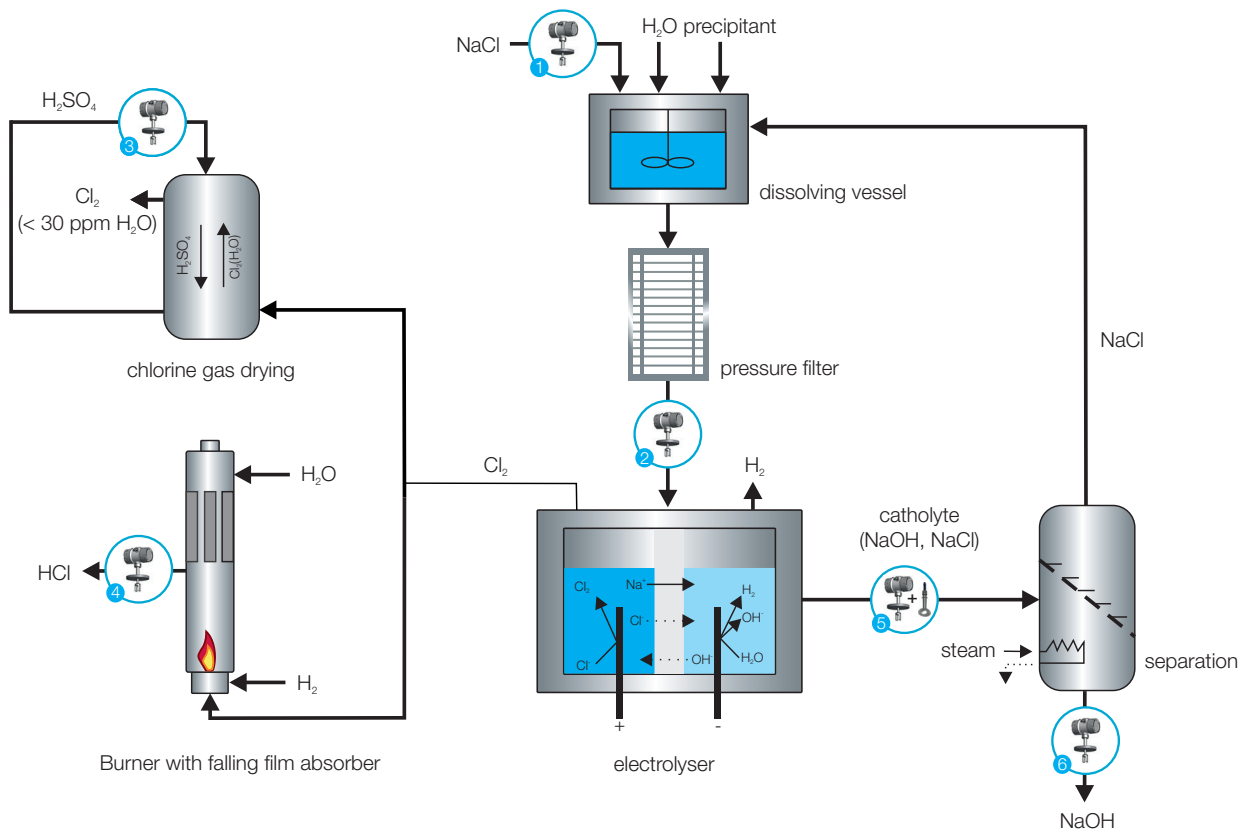 NaCl
H₂O precipitant
1
H₂SO₄
3
Cl₂
(< 30 ppm H₂O)
H₂SO₄
Cl₂(H₂O)
dissolving vessel
chlorine gas drying
pressure filter
NaCl
2
H₂O
Cl₂
H₂
catholyte
(NaOH, NaCl)
HCl
4
5
Cl₂
Na⁺
H₂
Cl⁻
OH⁻
Cl⁻
OH⁻
H₂O
steam
separation
H₂
+
-
6
Burner with falling film absorber
electrolyser
NaOH
+